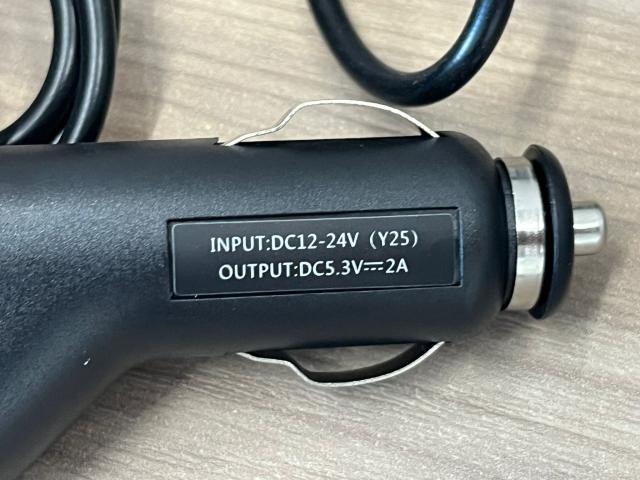 INPUT:DC12-24V (Y25)
OUTPUT:DC5.3V⎓2A